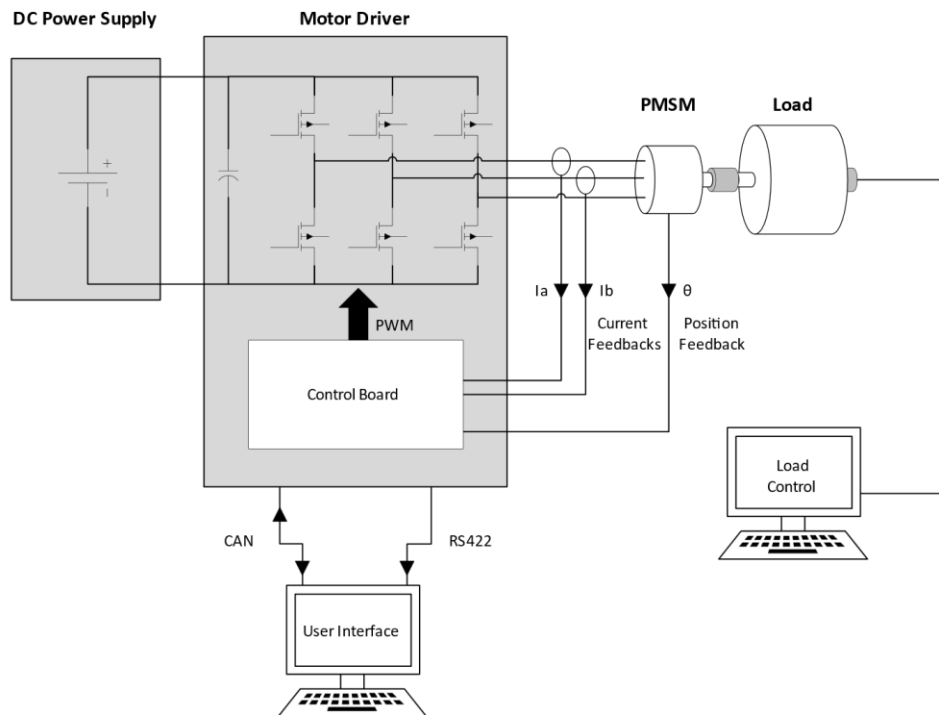 DC Power Supply
Motor Driver
PMSM
Load
+
-
Ia
Ib
θ
PWM
Current
Feedbacks
Position
Feedback
Control Board
Load
Control
CAN
RS422
User Interface